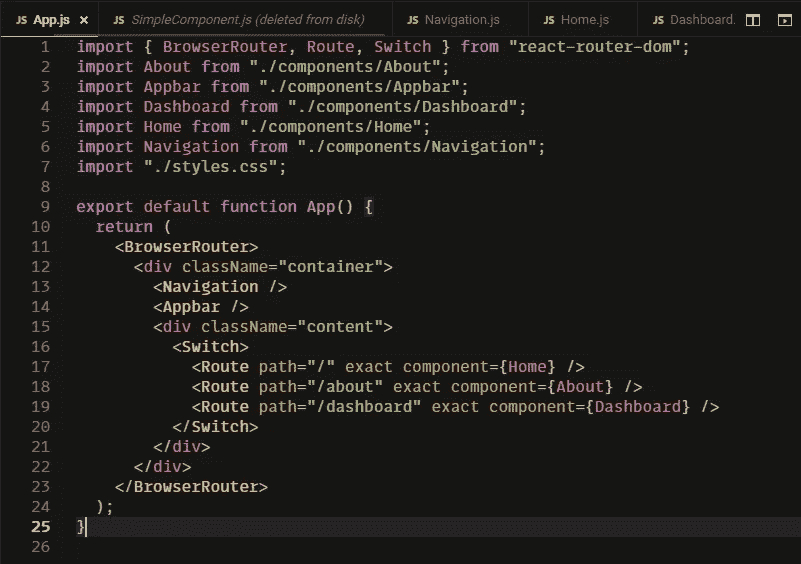 JS App.js × JS SimpleComponent.js (deleted from disk) JS Navigation.js JS Home.js JS Dashboard.
1 import { BrowserRouter, Route, Switch } from "react-router-dom";
2 import About from "./components/About";
3 import Appbar from "./components/Appbar";
4 import Dashboard from "./components/Dashboard";
5 import Home from "./components/Home";
6 import Navigation from "./components/Navigation";
7 import "./styles.css";
8
9 export default function App() {
10   return (
11     <BrowserRouter>
12       <div className="container">
13         <Navigation />
14         <Appbar />
15         <div className="content">
16           <Switch>
17             <Route path="/" exact component={Home} />
18             <Route path="/about" exact component={About} />
19             <Route path="/dashboard" exact component={Dashboard} />
20           </Switch>
21         </div>
22       </div>
23     </BrowserRouter>
24   );
25 }
26